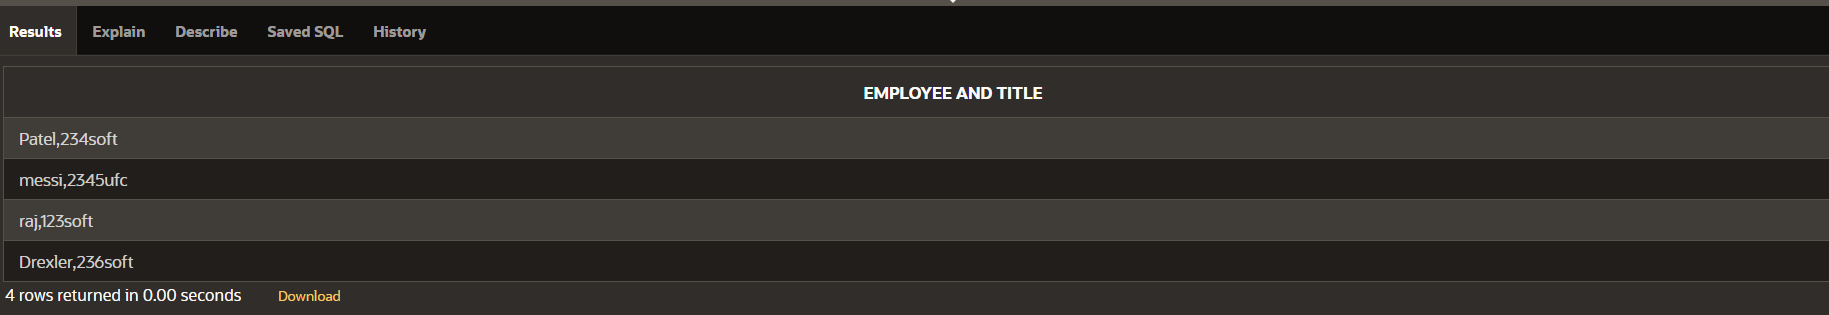 Results Explain Describe Saved SQL History
EMPLOYEE AND TITLE
Patel,234soft
messi,2345ufc
raj,123soft
Drexler,236soft
4 rows returned in 0.00 seconds Download